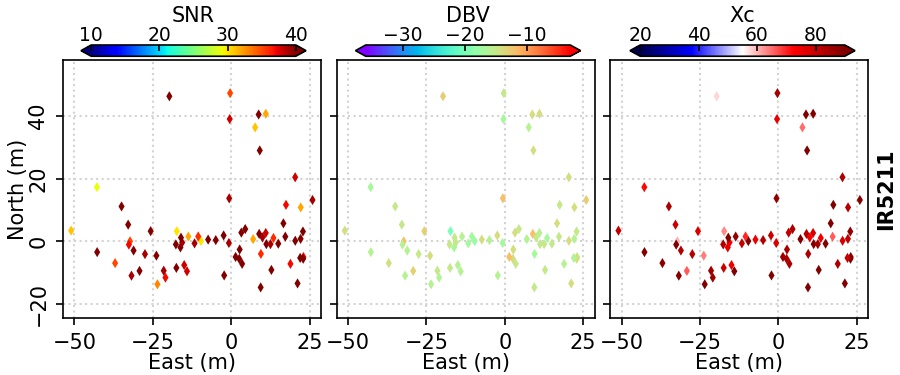 SNR DBV Xc
10 20 30 40 −30 −20 −10 20 40 60 80
40
20
0
−20
North (m)
IR5211
−50 −25 0 25 −50 −25 0 25 −50 −25 0 25
East (m) East (m) East (m)